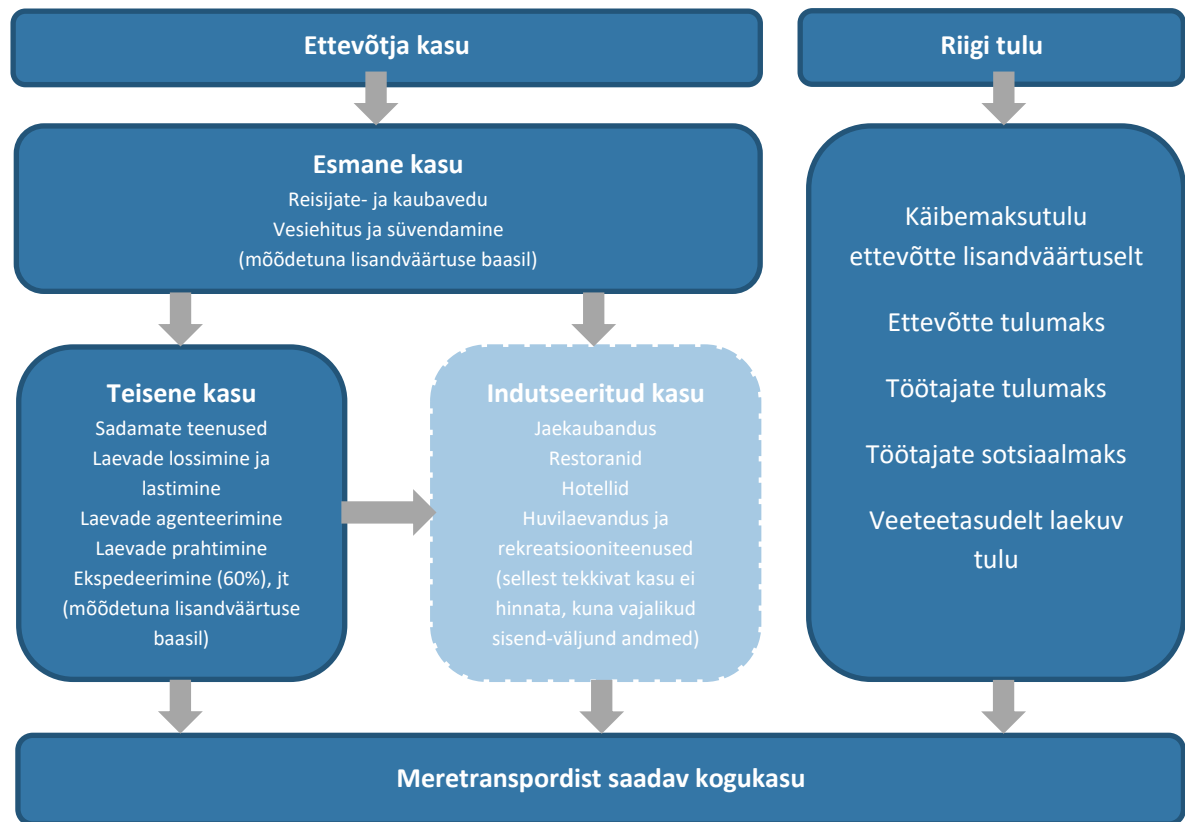 Ettevõtja kasu
Riigi tulu
Esmane kasu
Reisijate- ja kaubavedu
Vesiehitus ja süvendamine
(mõõdetuna lisandväärtuse baasil)
Teisene kasu
Sadamate teenused
Laevade lossimine ja
lastimine
Laevade agenteerimine
Laevade prahtimine
Ekspedeerimine (60%), jt
(mõõdetuna lisandväärtuse
baasil)
Indutseeritud kasu
Jaekaubandus
Restoranid
Hotellid
Huvilaevandus ja
rekreatsiooniteenused
(sellest tekkivat kasu ei
hinnata, kuna vajalikud
sisend-väljund andmed)
Käibemaksutulu
ettevõtte lisandväärtuselt
Ettevõtte tulumaks
Töötajate tulumaks
Töötajate sotsiaalmaks
Veeteetasudelt laekuv
tulu
Meretranspordist saadav kogukasu